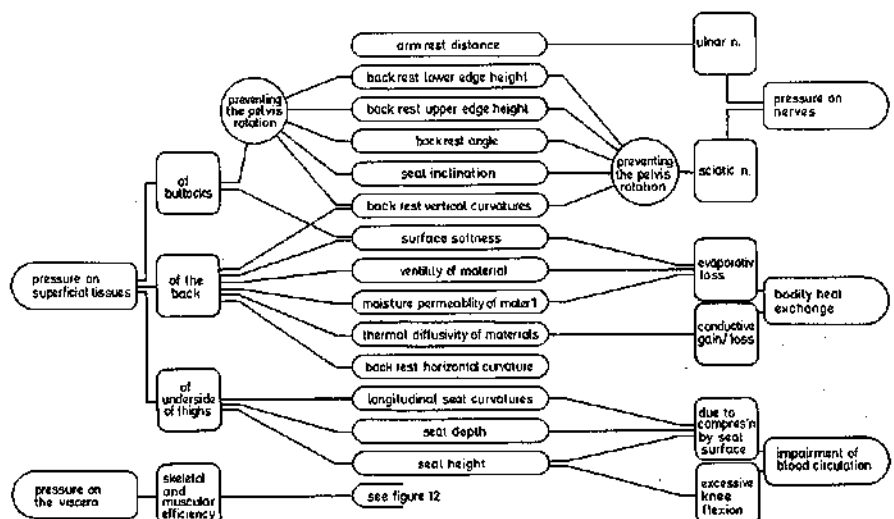 arm rest distance
ulnar n.
back rest lower edge height
preventing
the pelvis
rotation
back rest upper edge height
pressure on
nerves
back rest angle
preventing
the pelvis
rotation
seat inclination
sciatic n.
of
buttocks
back rest vertical curvatures
surface softness
pressure on
superficial tissues
of the
back
ventility of material
evaporativ
loss
moisture permeablity of mater'l
bodily heat
exchange
thermal diffusivity of materials
conductive
gain/loss
back rest horizontal curvature
of
underside
of thighs
longitudinal seat curvatures
seat depth
due to
compres'n
by seat
surface
seat height
impairment of
blood circulation
pressure on
the viscera
skeletal
and
muscular
efficiency
see figure 12
excessive
knee
flexion